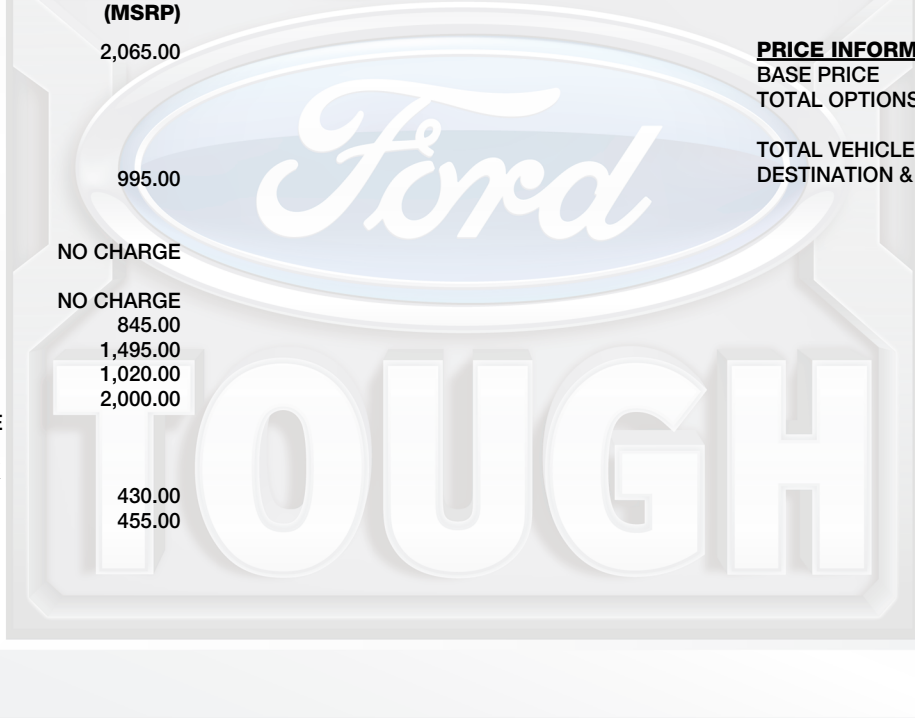 (MSRP)
2,065.00
995.00
NO CHARGE
NO CHARGE
845.00
1,495.00
1,020.00
2,000.00
430.00
455.00
PRICE INFORM
BASE PRICE
TOTAL OPTIONS
TOTAL VEHICLE
DESTINATION &
Ford
TOUGH